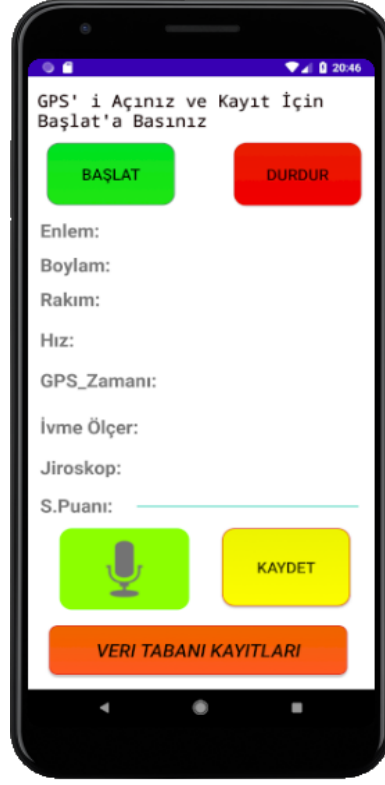 20:46
GPS' i Açınız ve Kayıt İçin
Başlat'a Basınız
BAŞLAT DURDUR
Enlem:
Boylam:
Rakım:
Hız:
GPS_Zamanı:
İvme Ölçer:
Jiroskop:
S.Puanı:
KAYDET
VERI TABANI KAYITLARI